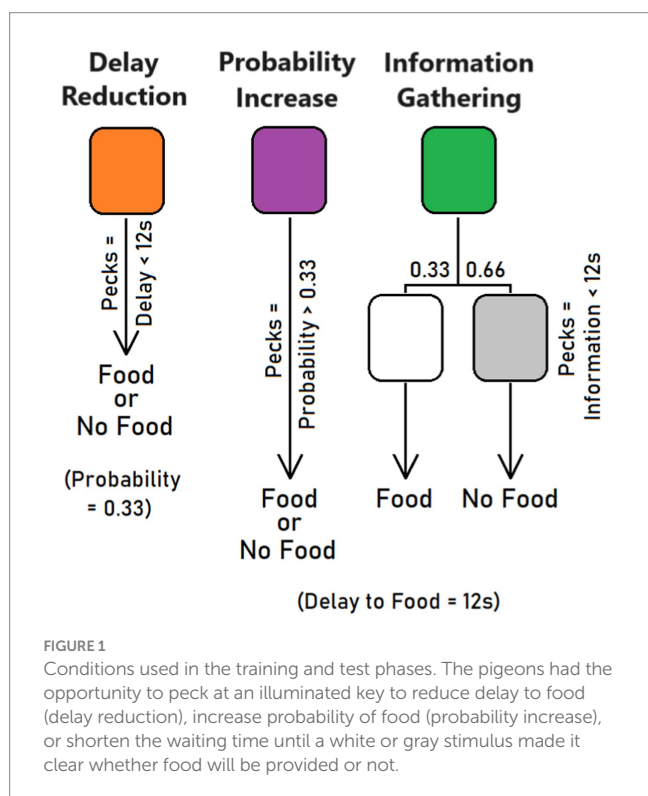 Delay
Reduction
Probability
Increase
Information
Gathering
Pecks =
Delay < 12s
Food
or
No Food
(Probability
= 0.33)
Pecks =
Probability > 0.33
Food
or
No Food
0.33 0.66
Pecks =
Information < 12s
Food No Food
(Delay to Food = 12s)
FIGURE 1
Conditions used in the training and test phases. The pigeons had the
opportunity to peck at an illuminated key to reduce delay to food
(delay reduction), increase probability of food (probability increase),
or shorten the waiting time until a white or gray stimulus made it
clear whether food will be provided or not.